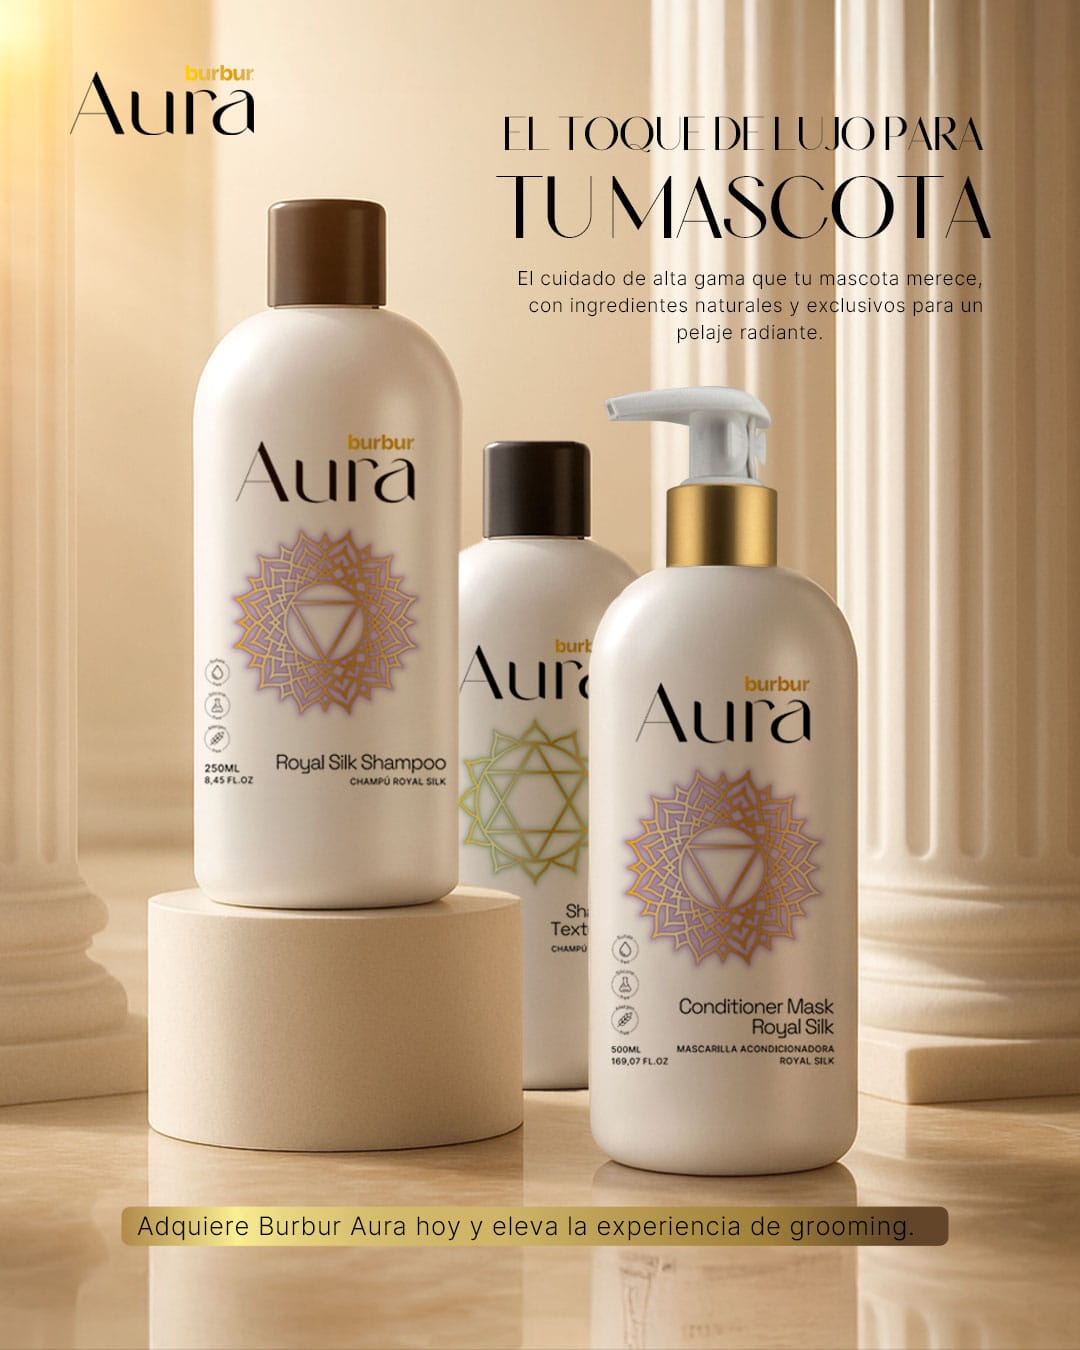 burbur
Aura
EL TOQUE DE LUJO PARA
TU MASCOTA
El cuidado de alta gama que tu mascota merece,
con ingredientes naturales y exclusivos para un
pelaje radiante.
burbur
Aura
250ML
8,45 FL.OZ
Royal Silk Shampoo
CHAMPÚ ROYAL SILK
Aura
CHAMPÚ
burbur
Aura
Conditioner Mask
Royal Silk
500ML
169,07 FL.OZ
MASCARILLA ACONDICIONADORA
ROYAL SILK
Adquiere Burbur Aura hoy y eleva la experiencia de grooming.